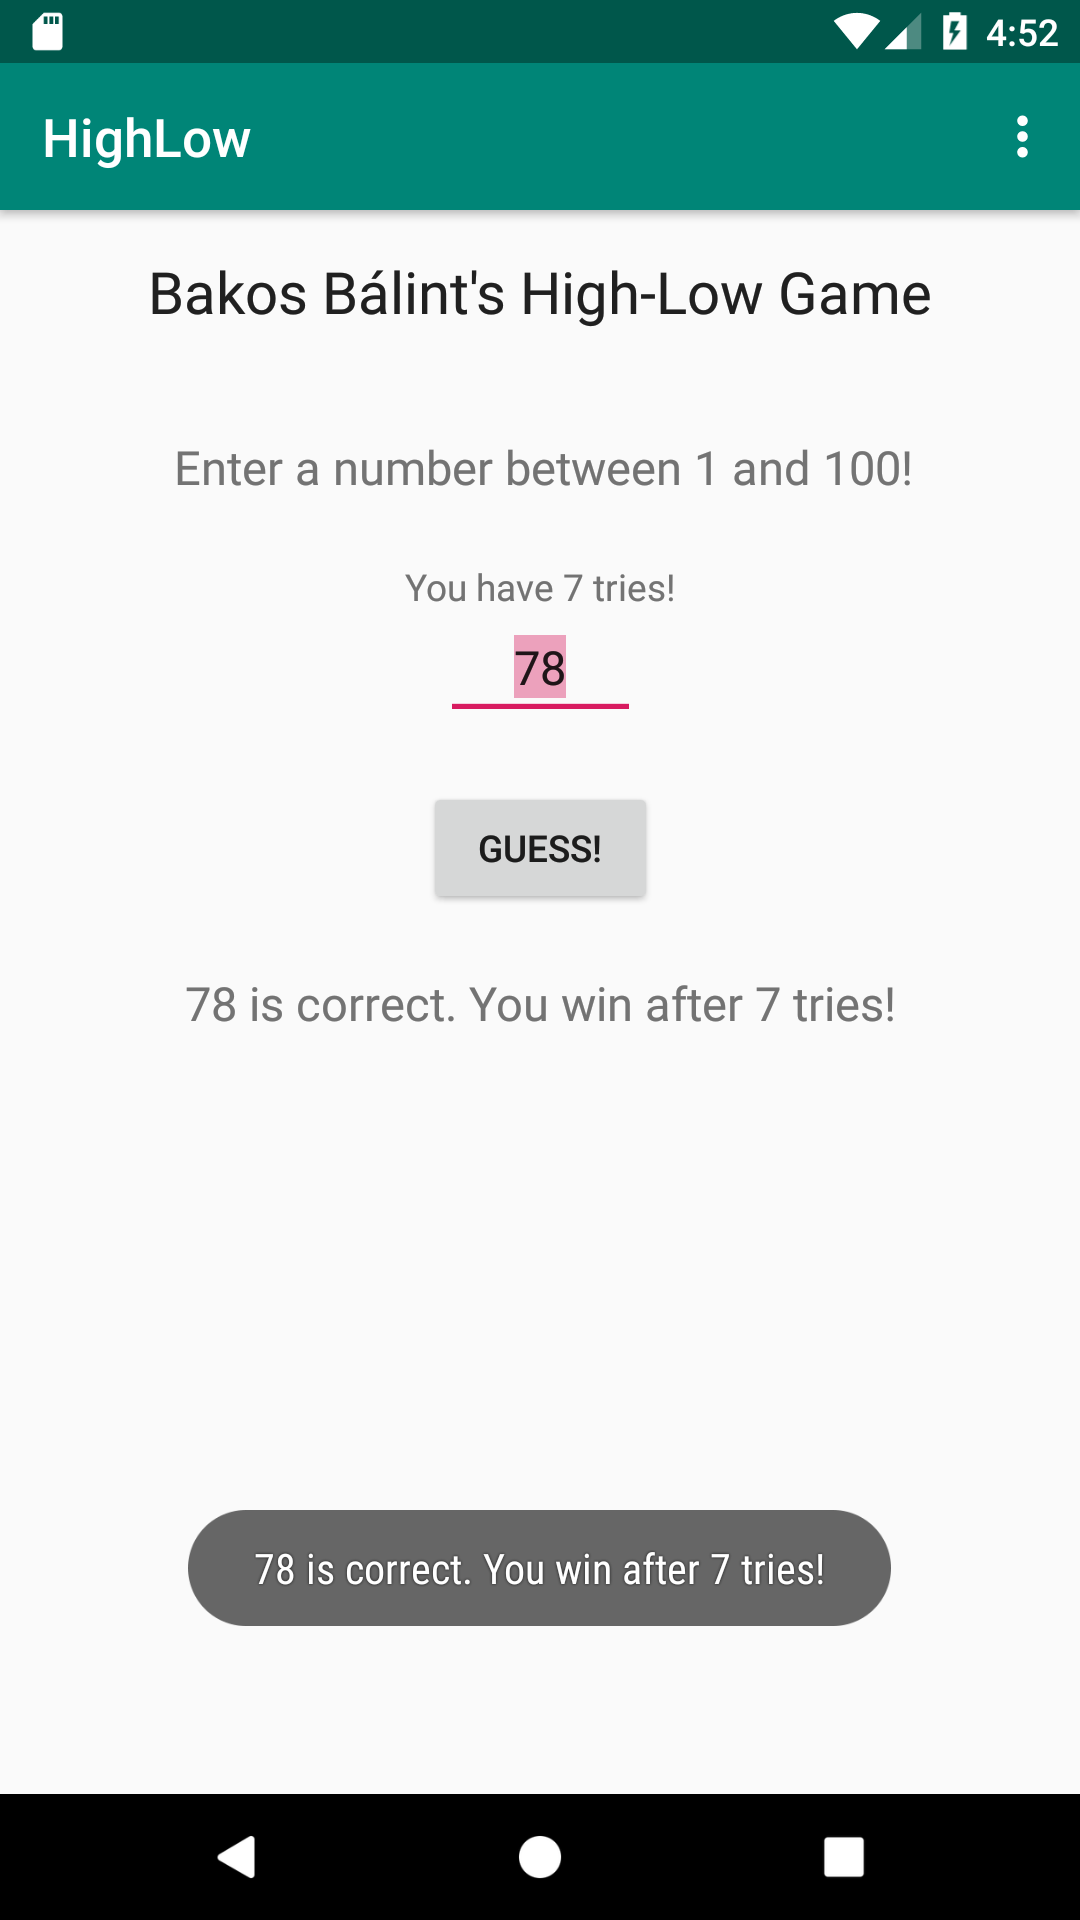 4:52
HighLow
Bakos Bálint's High-Low Game
Enter a number between 1 and 100!
You have 7 tries!
78
GUESS!
78 is correct. You win after 7 tries!
78 is correct. You win after 7 tries!